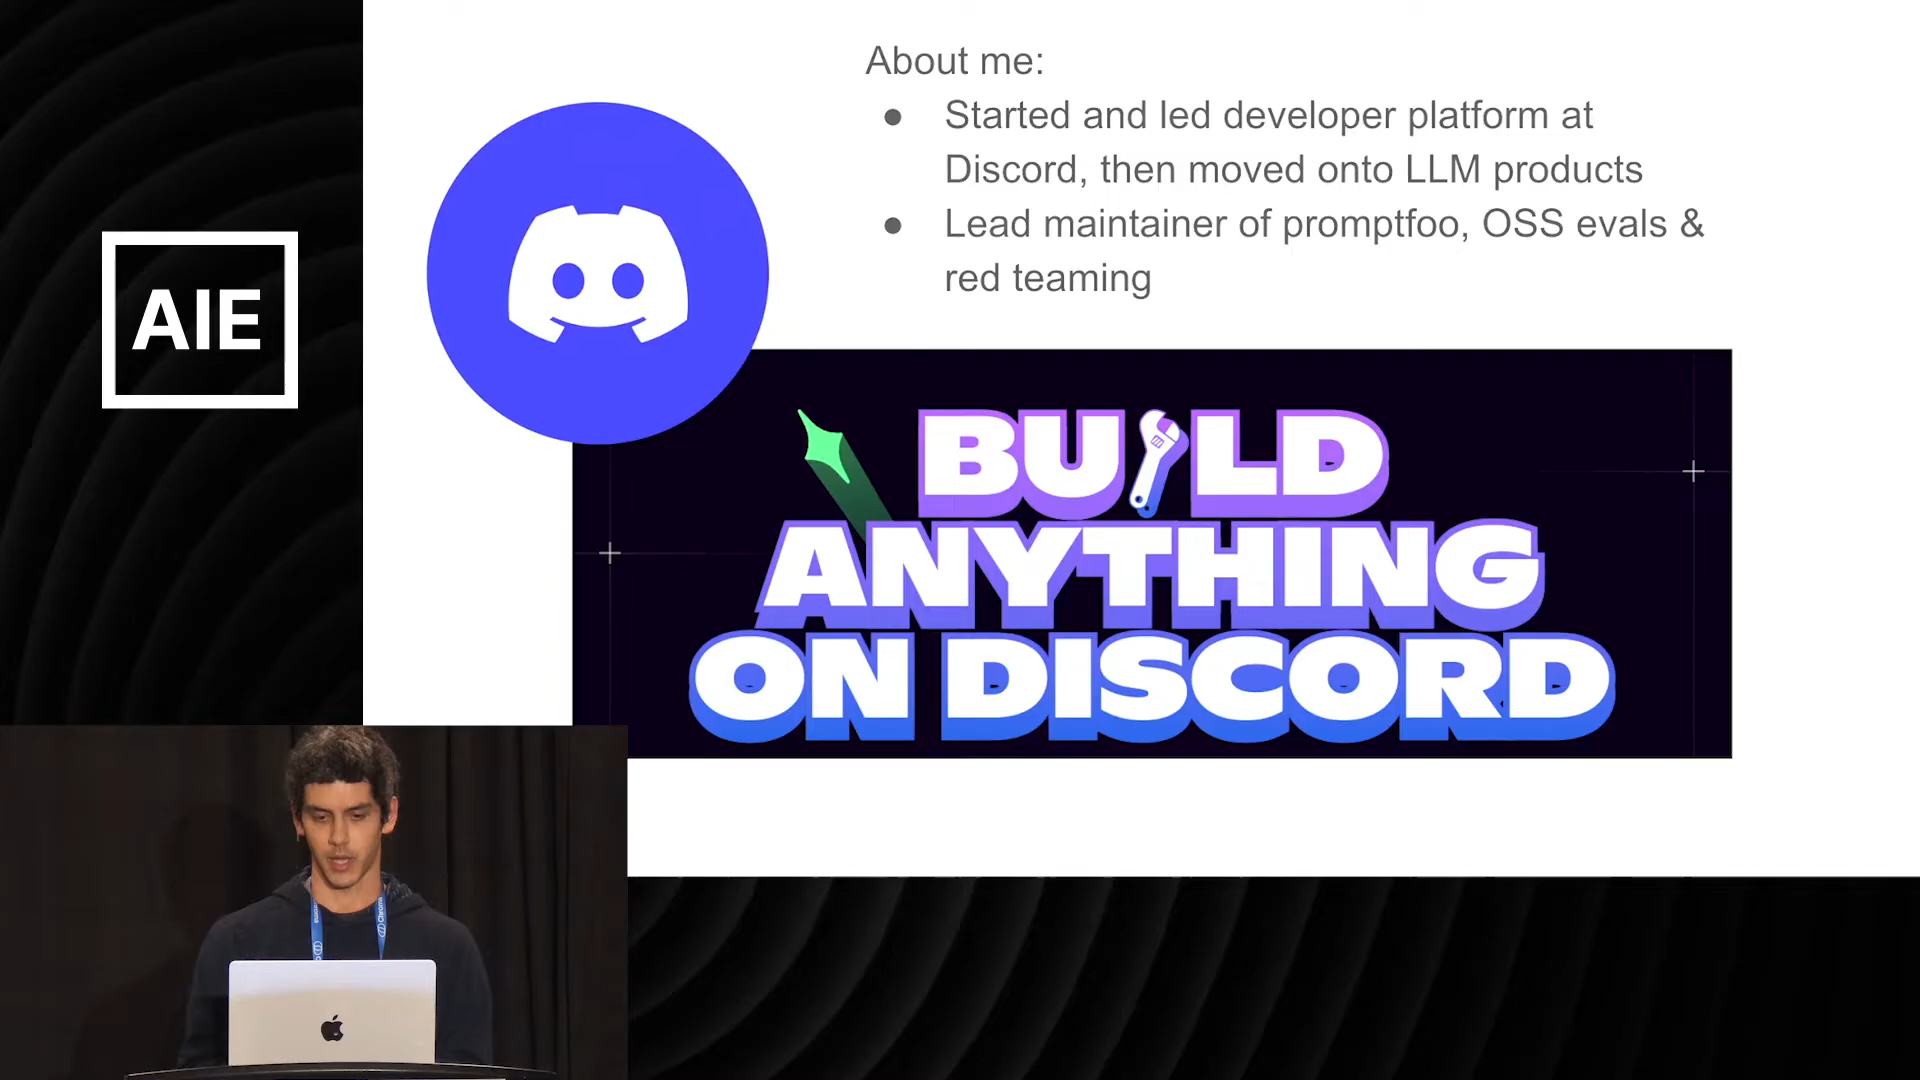 About me:
● Started and led developer platform at
Discord, then moved onto LLM products
● Lead maintainer of promptfoo, OSS evals &
red teaming
AIE
BUILD
ANYTHING
ON DISCORD